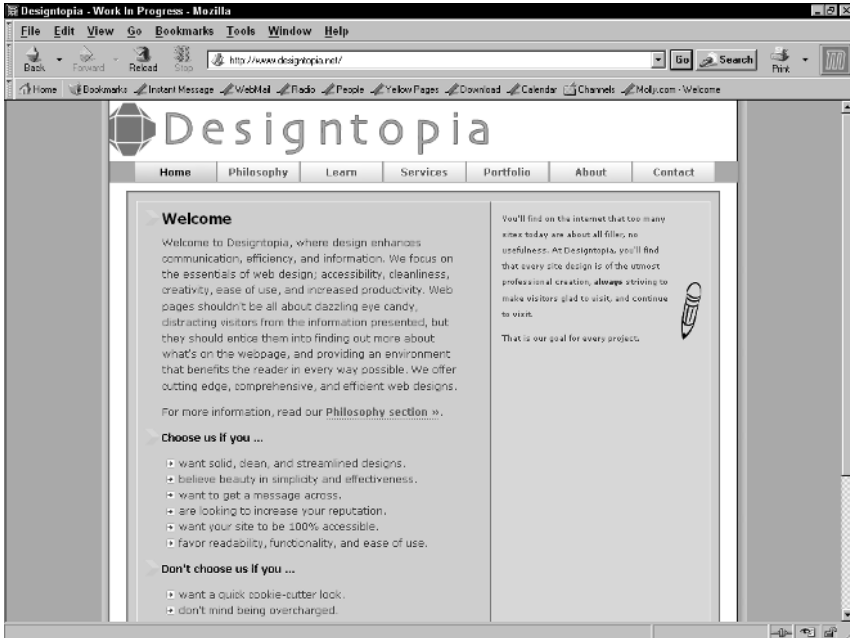 Designtopia - Work In Progress - Mozilla
File Edit View Go Bookmarks Tools Window Help
Back Forward Reload Stop http://www.designtopia.net/ Go Search Print
Home Bookmarks Instant Message WebMail Radio People Yellow Pages Download Calendar Channels Molly.com - Welcome
Designtopia
Home Philosophy Learn Services Portfolio About Contact
Welcome
Welcome to Designtopia, where design enhances
communication, efficiency, and information. We focus on
the essentials of web design; accessibility, cleanliness,
creativity, ease of use, and increased productivity. Web
pages shouldn't be all about dazzling eye candy,
distracting visitors from the information presented, but
they should entice them into finding out more about
what's on the webpage, and providing an environment
that benefits the reader in every way possible. We offer
cutting edge, comprehensive, and efficient web designs.
For more information, read our Philosophy section ».
Choose us if you ...
want solid, clean, and streamlined designs.
believe beauty in simplicity and effectiveness.
want to get a message across.
are looking to increase your reputation.
want your site to be 100% accessible.
favor readability, functionality, and ease of use.
Don't choose us if you ...
want a quick cookie-cutter look.
don't mind being overcharged.
You'll find on the internet that too many
sites today are about all filler, no
usefulness. At Designtopia, you'll find
that every site design is of the utmost
professional creation, always striving to
make visitors glad to visit, and continue
to visit.
That is our goal for every project.